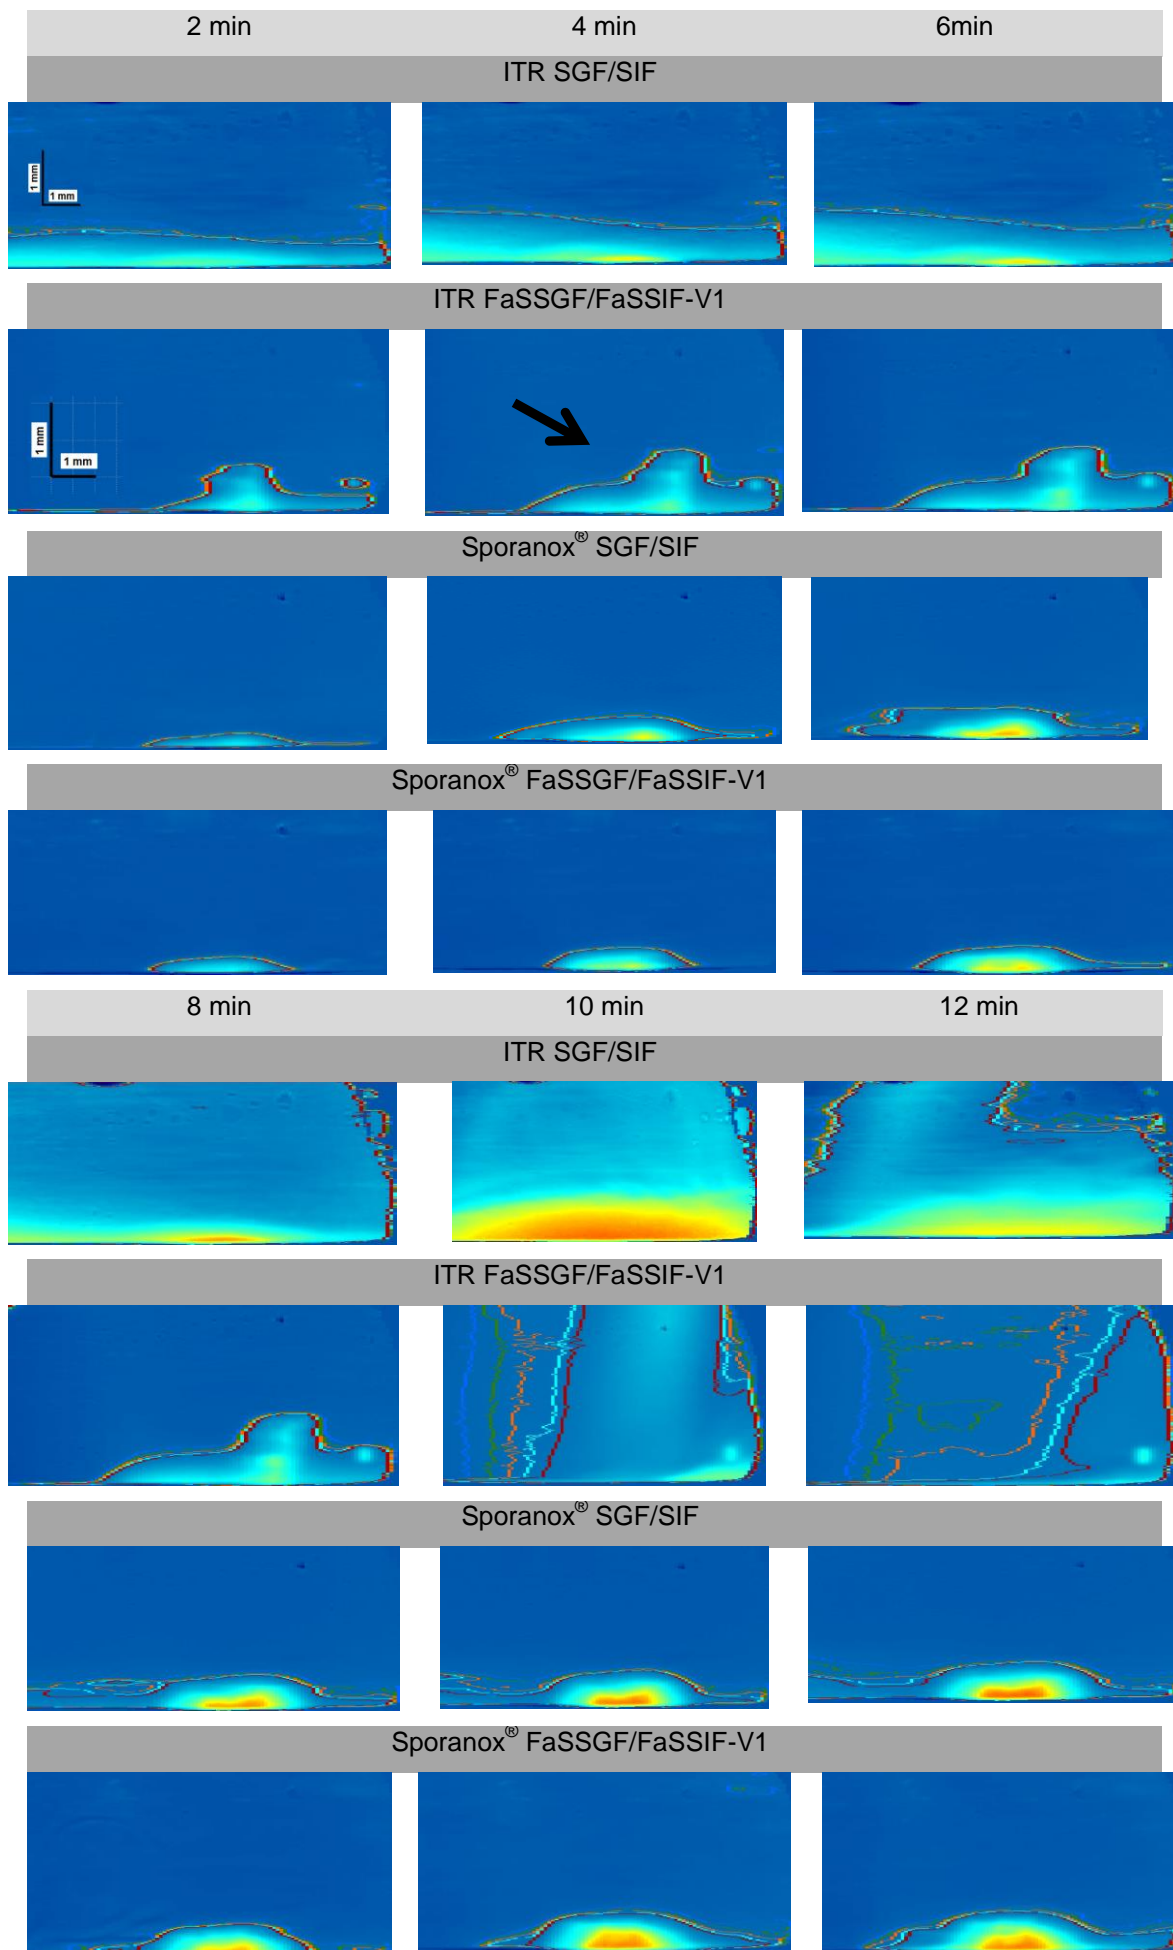 2 min 4 min 6min
ITR SGF/SIF
1 mm
1 mm
ITR FaSSGF/FaSSIF-V1
1 mm
1 mm
Sporanox® SGF/SIF
Sporanox® FaSSGF/FaSSIF-V1
8 min 10 min 12 min
ITR SGF/SIF
ITR FaSSGF/FaSSIF-V1
Sporanox® SGF/SIF
Sporanox® FaSSGF/FaSSIF-V1